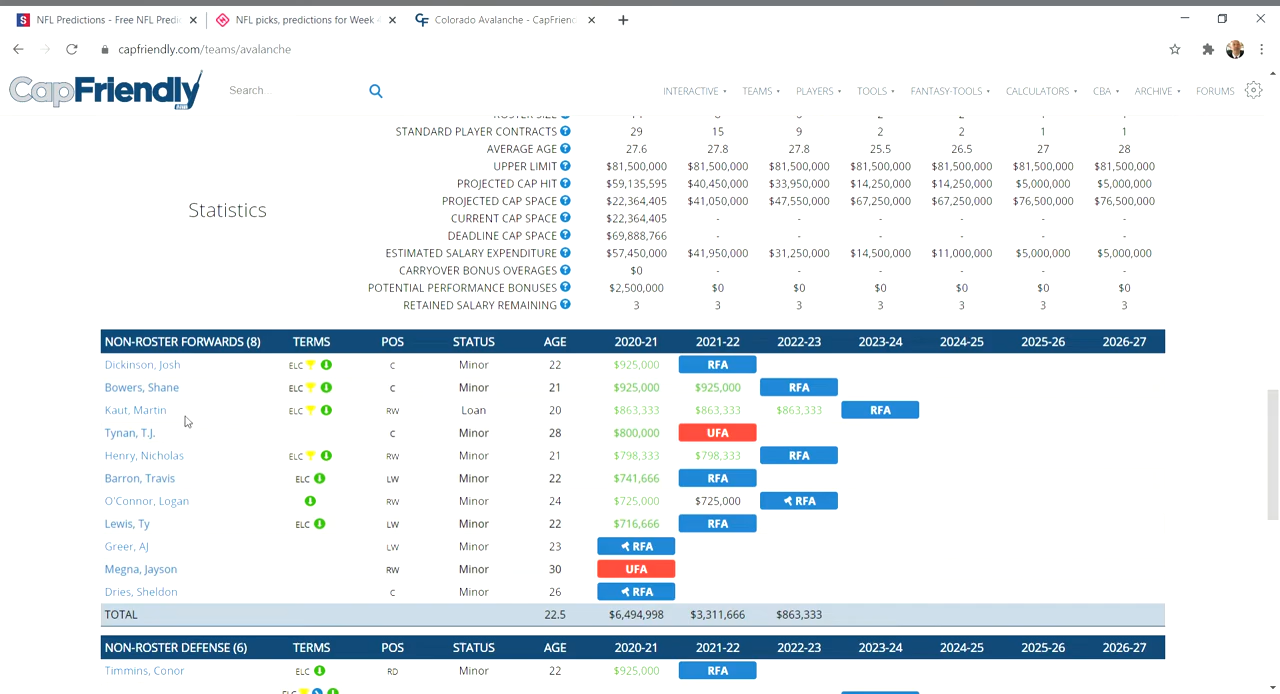 NFL Predictions - Free NFL Predi
NFL picks, predictions for Week 4
Colorado Avalanche - CapFriend
capfriendly.com/teams/avalanche
CapFriendly
Search...
INTERACTIVE TEAMS PLAYERS TOOLS FANTASY-TOOLS CALCULATORS CBA ARCHIVE FORUMS
STANDARD PLAYER CONTRACTS 29 15 9 2 2 1 1
AVERAGE AGE 27.6 27.8 27.8 25.5 26.5 27 28
UPPER LIMIT $81,500,000 $81,500,000 $81,500,000 $81,500,000 $81,500,000 $81,500,000 $81,500,000
PROJECTED CAP HIT $59,135,595 $40,450,000 $33,950,000 $14,250,000 $14,250,000 $5,000,000 $5,000,000
PROJECTED CAP SPACE $22,364,405 $41,050,000 $47,550,000 $67,250,000 $67,250,000 $76,500,000 $76,500,000
Statistics
CURRENT CAP SPACE $22,364,405 - - - - - -
DEADLINE CAP SPACE $69,888,766 - - - - - -
ESTIMATED SALARY EXPENDITURE $57,450,000 $41,950,000 $31,250,000 $14,500,000 $11,000,000 $5,000,000 $5,000,000
CARRYOVER BONUS OVERAGES $0 - - - - - -
POTENTIAL PERFORMANCE BONUSES $2,500,000 $0 $0 $0 $0 $0 $0
RETAINED SALARY REMAINING 3 3 3 3 3 3 3
NON-ROSTER FORWARDS (8) TERMS POS STATUS AGE 2020-21 2021-22 2022-23 2023-24 2024-25 2025-26 2026-27
Dickinson, Josh ELC C Minor 22 $925,000 RFA
Bowers, Shane ELC C Minor 21 $925,000 $925,000 RFA
Kaut, Martin ELC RW Loan 20 $863,333 $863,333 $863,333 RFA
Tynan, T.J. C Minor 28 $800,000 UFA
Henry, Nicholas ELC RW Minor 21 $798,333 $798,333 RFA
Barron, Travis ELC LW Minor 22 $741,666 RFA
O'Connor, Logan RW Minor 24 $725,000 $725,000 RFA
Lewis, Ty ELC LW Minor 22 $716,666 RFA
Greer, AJ LW Minor 23 RFA
Megna, Jayson RW Minor 30 UFA
Dries, Sheldon C Minor 26 RFA
TOTAL 22.5 $6,494,998 $3,311,666 $863,333
NON-ROSTER DEFENSE (6) TERMS POS STATUS AGE 2020-21 2021-22 2022-23 2023-24 2024-25 2025-26 2026-27
Timmins, Conor ELC RD Minor 22 $925,000 RFA